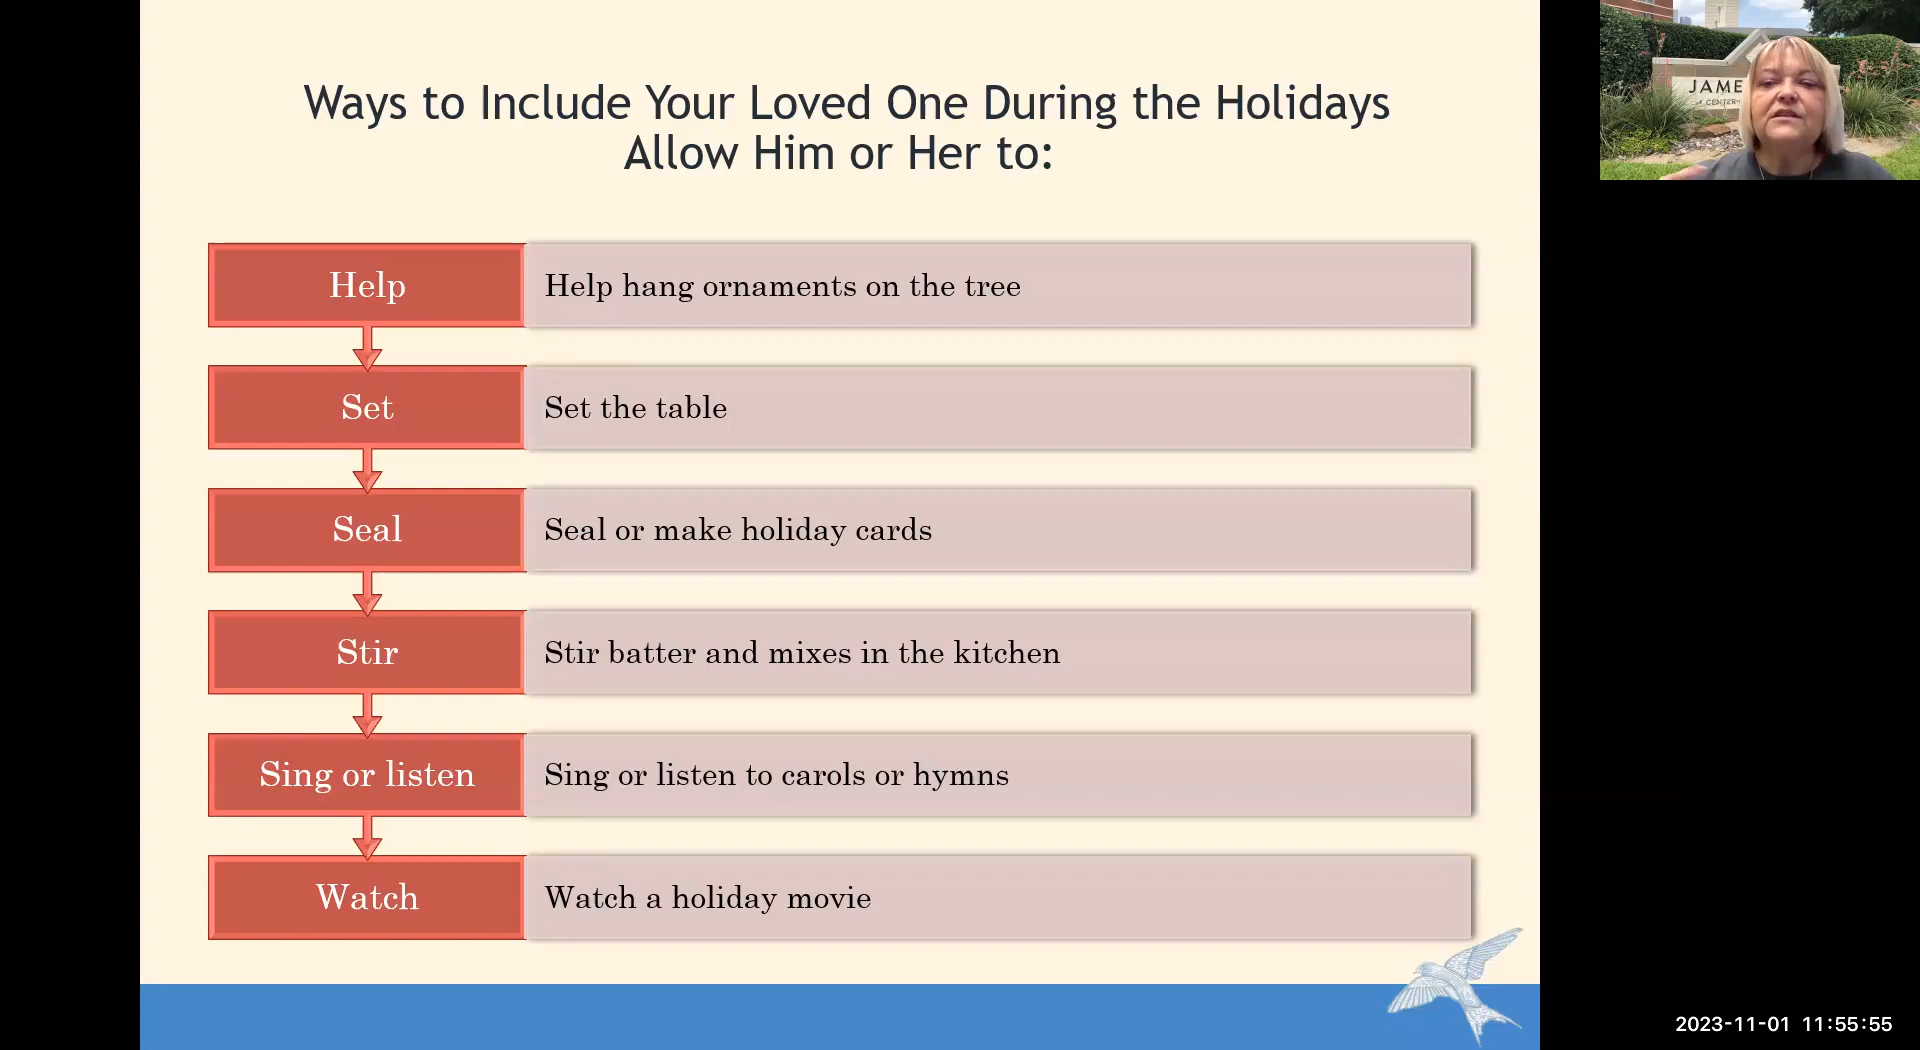 Ways to Include Your Loved One During the Holidays
Allow Him or Her to:
Help
Help hang ornaments on the tree
Set
Set the table
Seal
Seal or make holiday cards
Stir
Stir batter and mixes in the kitchen
Sing or listen
Sing or listen to carols or hymns
Watch
Watch a holiday movie
JAME
CENTER
2023-11-01 11:55:55